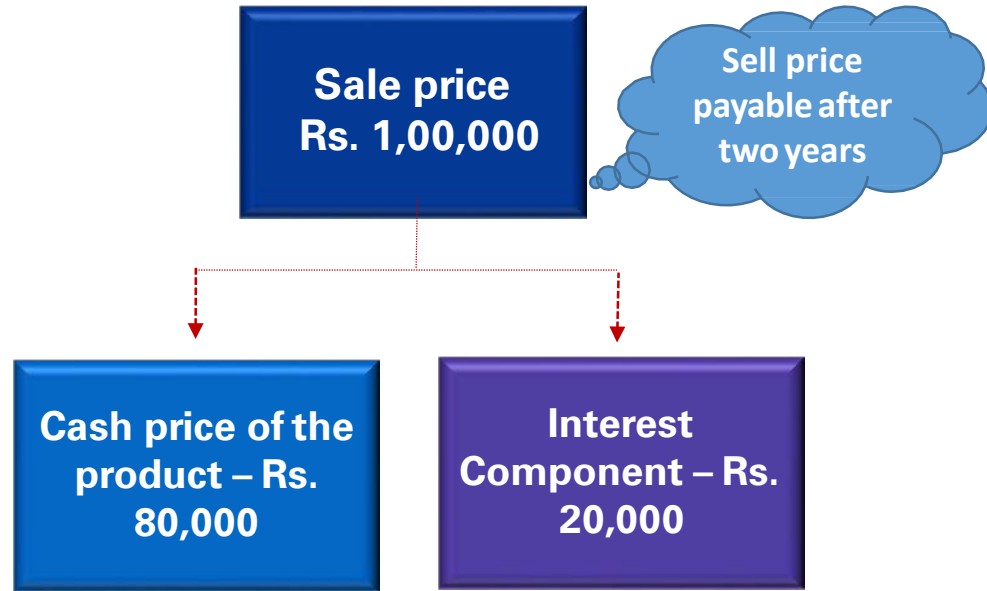 Sale price
Rs. 1,00,000
Sell price
payable after
two years
Cash price of the
product – Rs.
80,000
Interest
Component – Rs.
20,000